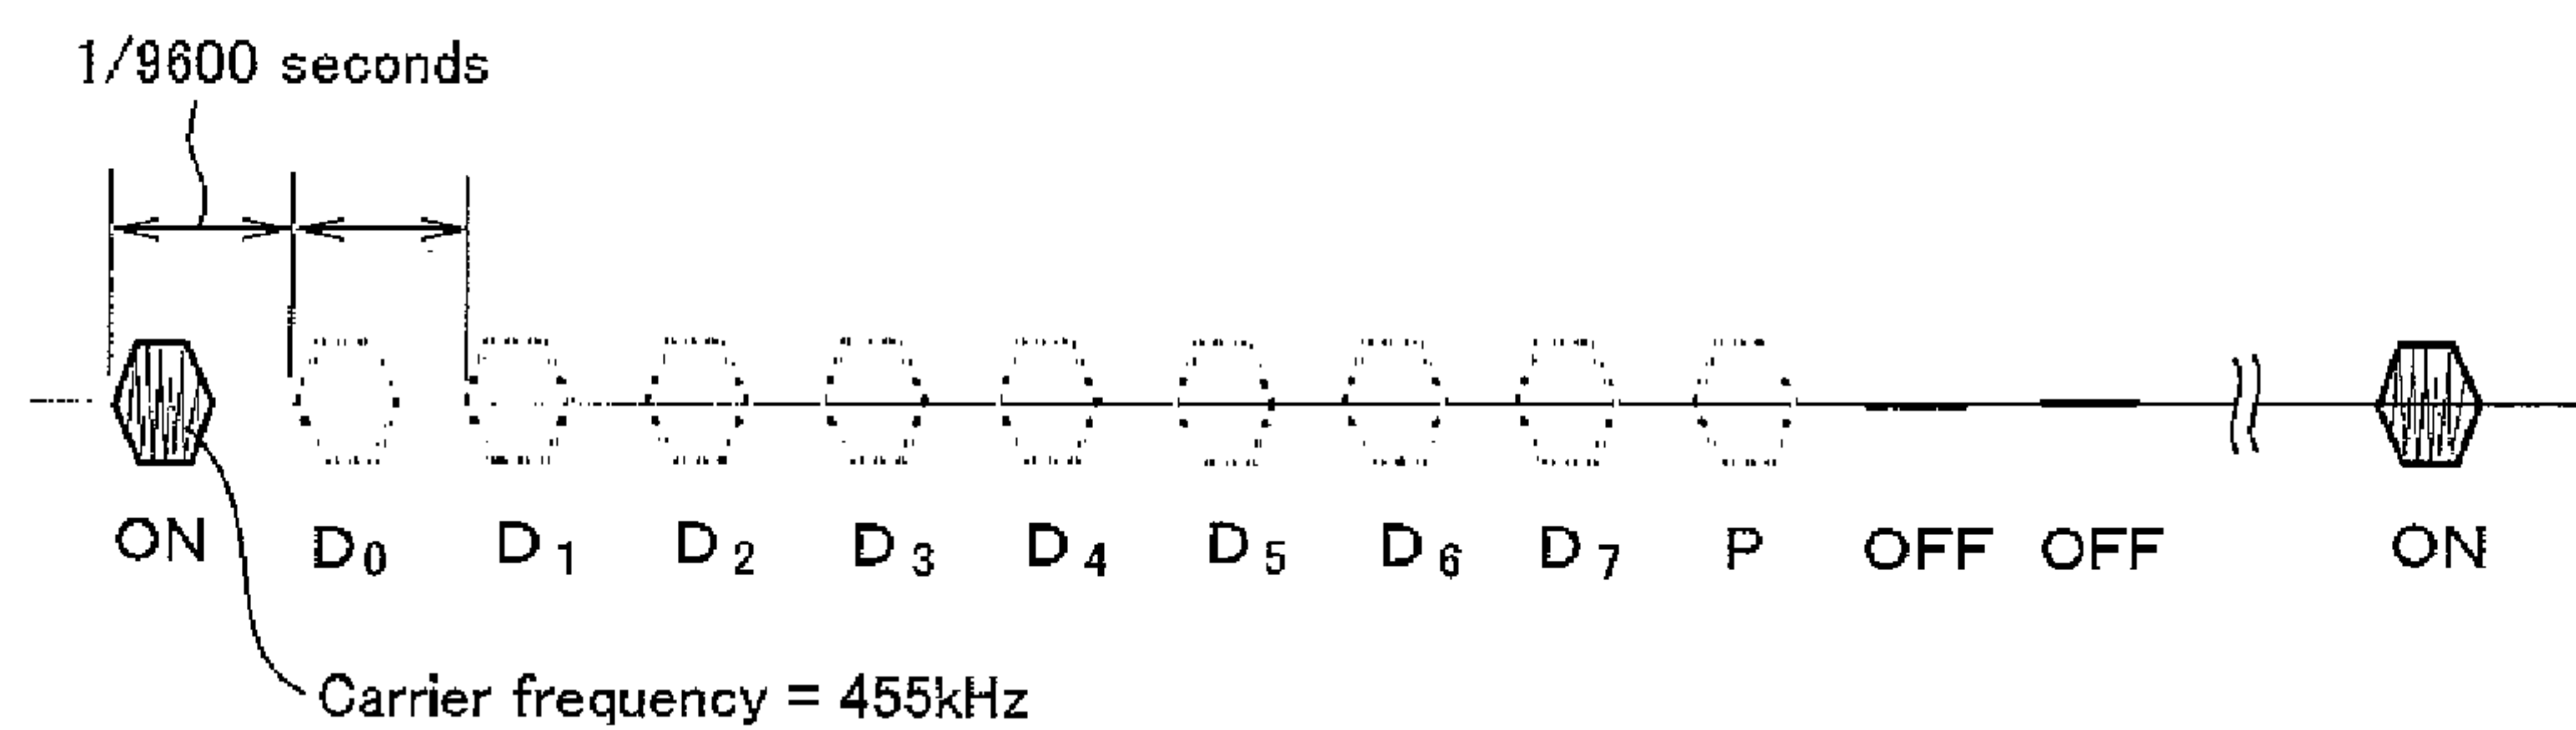 1/9600 seconds
ON D₀ D₁ D₂ D₃ D₄ D₅ D₆ D₇ P OFF OFF ON
Carrier frequency = 455kHz